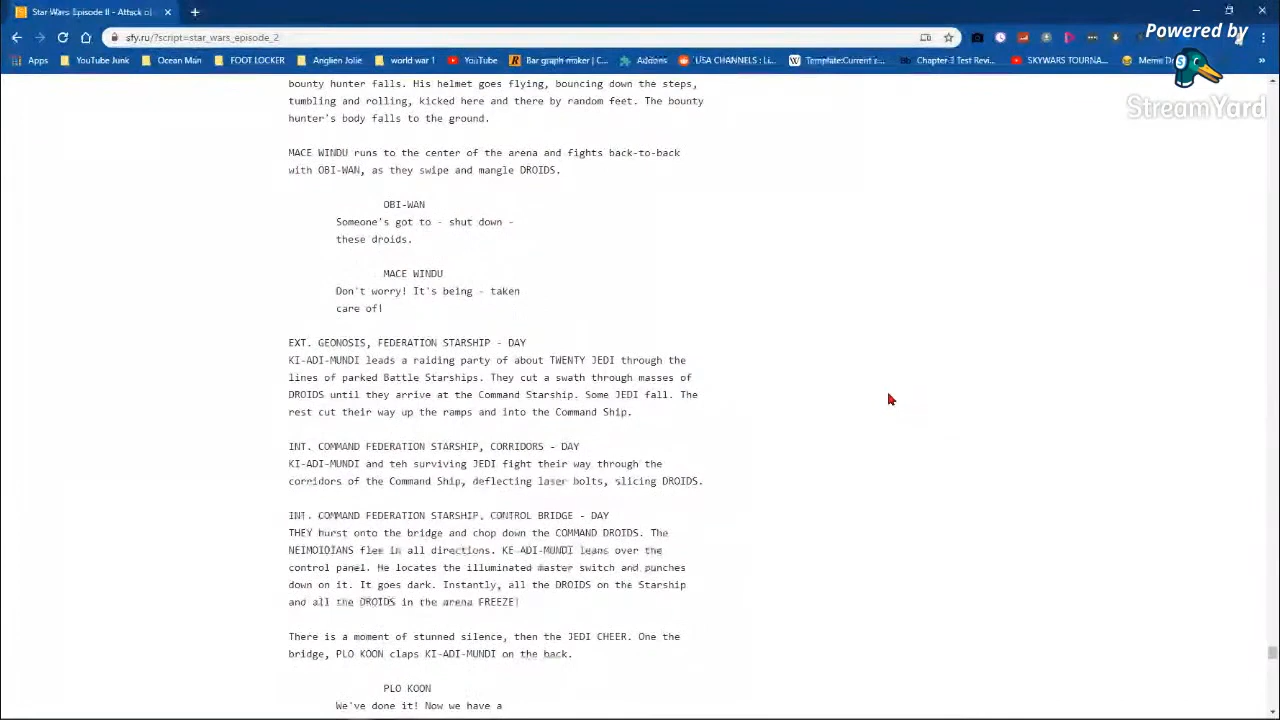 Star Wars Episode II - Attack of
sfy.ru/?script=star_wars_episode_2
Powered by
StreamYard
Apps
YouTube Junk
Ocean Man
FOOT LOCKER
Anglien Jolie
world war 1
YouTube
Bar graph maker | C...
Addons
USA CHANNELS : Li...
Template:Current e...
Chapter 3 Test Revi...
SKYWARS TOURNA...
Meme De
bounty hunter falls. His helmet goes flying, bouncing down the steps,
tumbling and rolling, kicked here and there by random feet. The bounty
hunter's body falls to the ground.
MACE WINDU runs to the center of the arena and fights back-to-back
with OBI-WAN, as they swipe and mangle DROIDS.
OBI-WAN
Someone's got to - shut down -
these droids.
MACE WINDU
Don't worry! It's being - taken
care of!
EXT. GEONOSIS, FEDERATION STARSHIP - DAY
KI-ADI-MUNDI leads a raiding party of about TWENTY JEDI through the
lines of parked Battle Starships. They cut a swath through masses of
DROIDS until they arrive at the Command Starship. Some JEDI fall. The
rest cut their way up the ramps and into the Command Ship.
INT. COMMAND FEDERATION STARSHIP, CORRIDORS - DAY
KI-ADI-MUNDI and teh surviving JEDI fight their way through the
corridors of the Command Ship, deflecting laser bolts, slicing DROIDS.
INT. COMMAND FEDERATION STARSHIP, CONTROL BRIDGE - DAY
THEY hurst onto the bridge and chop down the COMMAND DROIDS. The
NEIMOIDIANS flee in all directions. KE-ADI-MUNDI leans over the
control panel. He locates the illuminated master switch and punches
down on it. It goes dark. Instantly, all the DROIDS on the Starship
and all the DROIDS in the arena FREEZE!
There is a moment of stunned silence, then the JEDI CHEER. One the
bridge, PLO KOON claps KI-ADI-MUNDI on the back.
PLO KOON
We've done it! Now we have a